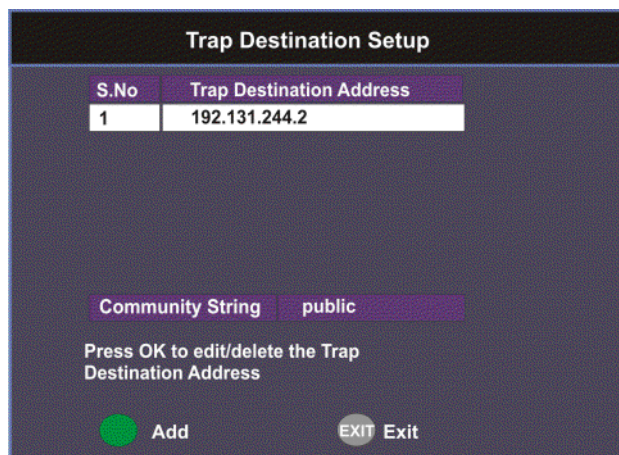 Trap Destination Setup
S.No Trap Destination Address
1 192.131.244.2
Community String public
Press OK to edit/delete the Trap
Destination Address
Add EXIT Exit